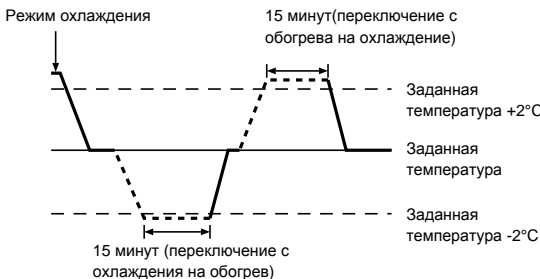 Режим охлаждения
15 минут(переключение с
обогрева на охлаждение)
Заданная
температура +2°C
Заданная
температура
Заданная
температура -2°C
15 минут (переключение с
охлаждения на обогрев)